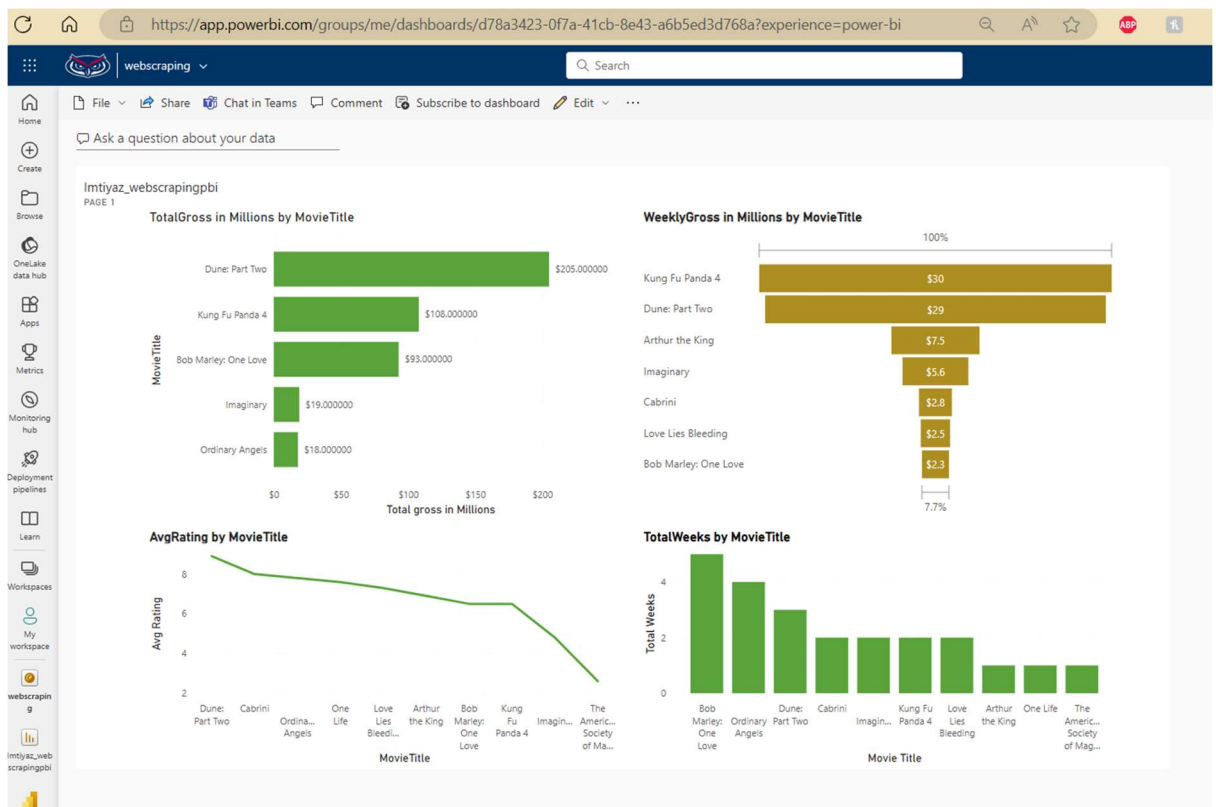 https://app.powerbi.com/groups/me/dashboards/d78a3423-0f7a-41cb-8e43-a6b5ed3d768a?experience=power-bi
ABP
webscraping
Search
File
Share
Chat in Teams
Comment
Subscribe to dashboard
Edit
Ask a question about your data
Home
Create
Browse
OneLake
data hub
Apps
Metrics
Monitoring
hub
Deployment
pipelines
Learn
Workspaces
My
workspace
webscrapin
g
Imtiyaz_web
scrapingpbi
Imtiyaz_webscrapingpbi
PAGE 1
TotalGross in Millions by MovieTitle
MovieTitle
Dune: Part Two $205.000000
Kung Fu Panda 4 $108.000000
Bob Marley: One Love $93.000000
Imaginary $19.000000
Ordinary Angels $18.000000
$0 $50 $100 $150 $200
Total gross in Millions
WeeklyGross in Millions by MovieTitle
100%
Kung Fu Panda 4 $30
Dune: Part Two $29
Arthur the King $7.5
Imaginary $5.6
Cabrini $2.8
Love Lies Bleeding $2.5
Bob Marley: One Love $2.3
7.7%
AvgRating by MovieTitle
Avg Rating
8
6
4
2
Dune:
Part Two
Cabrini
Ordina...
Angels
One
Life
Love
Lies
Bleedi...
Arthur
the King
Bob
Marley:
One
Love
Kung
Fu
Panda 4
Imagin...
The
Americ...
Society
of Ma...
MovieTitle
TotalWeeks by MovieTitle
Total Weeks
4
2
0
Bob
Marley:
One
Love
Ordinary
Angels
Dune:
Part Two
Cabrini
Imagin...
Kung Fu
Panda 4
Love
Lies
Bleeding
Arthur
the King
One Life
The
Americ...
Society
of Mag...
Movie Title